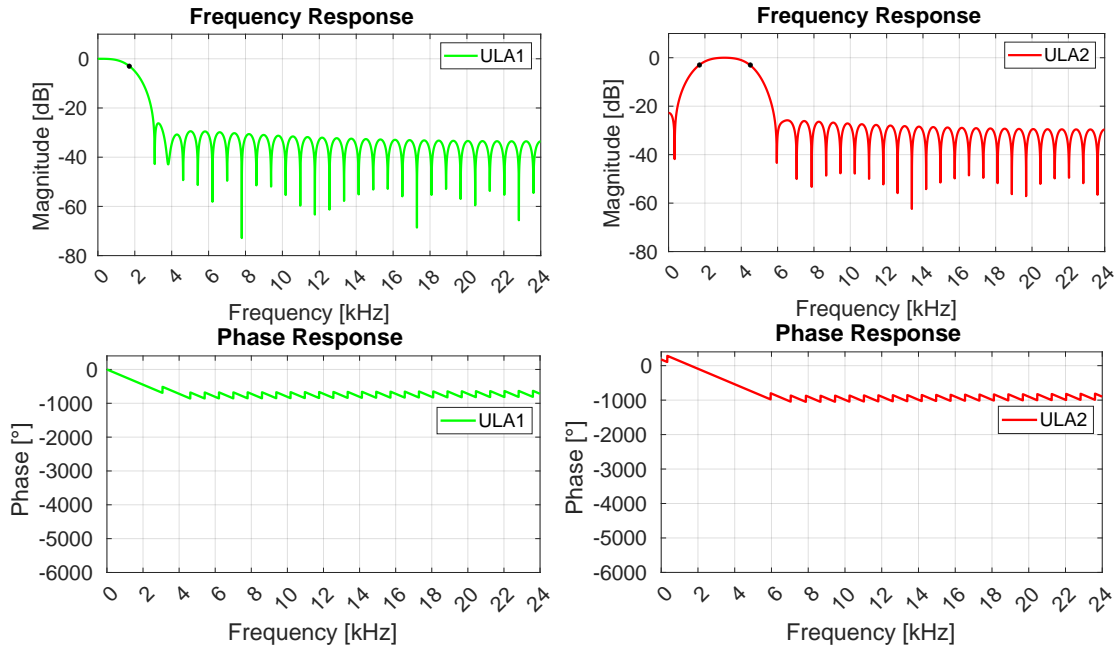 Frequency Response
0
-20
-40
-60
-80
Magnitude [dB]
ULA1
0 2 4 6 8 10 12 14 16 18 20 22 24
Frequency [kHz]
Frequency Response
0
-20
-40
-60
-80
Magnitude [dB]
ULA2
0 2 4 6 8 10 12 14 16 18 20 22 24
Frequency [kHz]
Phase Response
0
-1000
-2000
-3000
-4000
-5000
-6000
Phase [°]
ULA1
0 2 4 6 8 10 12 14 16 18 20 22 24
Frequency [kHz]
Phase Response
0
-1000
-2000
-3000
-4000
-5000
-6000
Phase [°]
ULA2
0 2 4 6 8 10 12 14 16 18 20 22 24
Frequency [kHz]